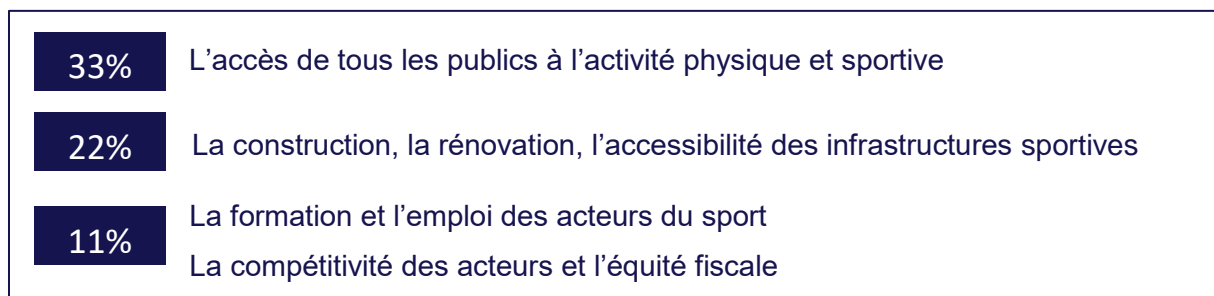 33% L’accès de tous les publics à l’activité physique et sportive
22% La construction, la rénovation, l’accessibilité des infrastructures sportives
11% La formation et l’emploi des acteurs du sport
La compétitivité des acteurs et l’équité fiscale